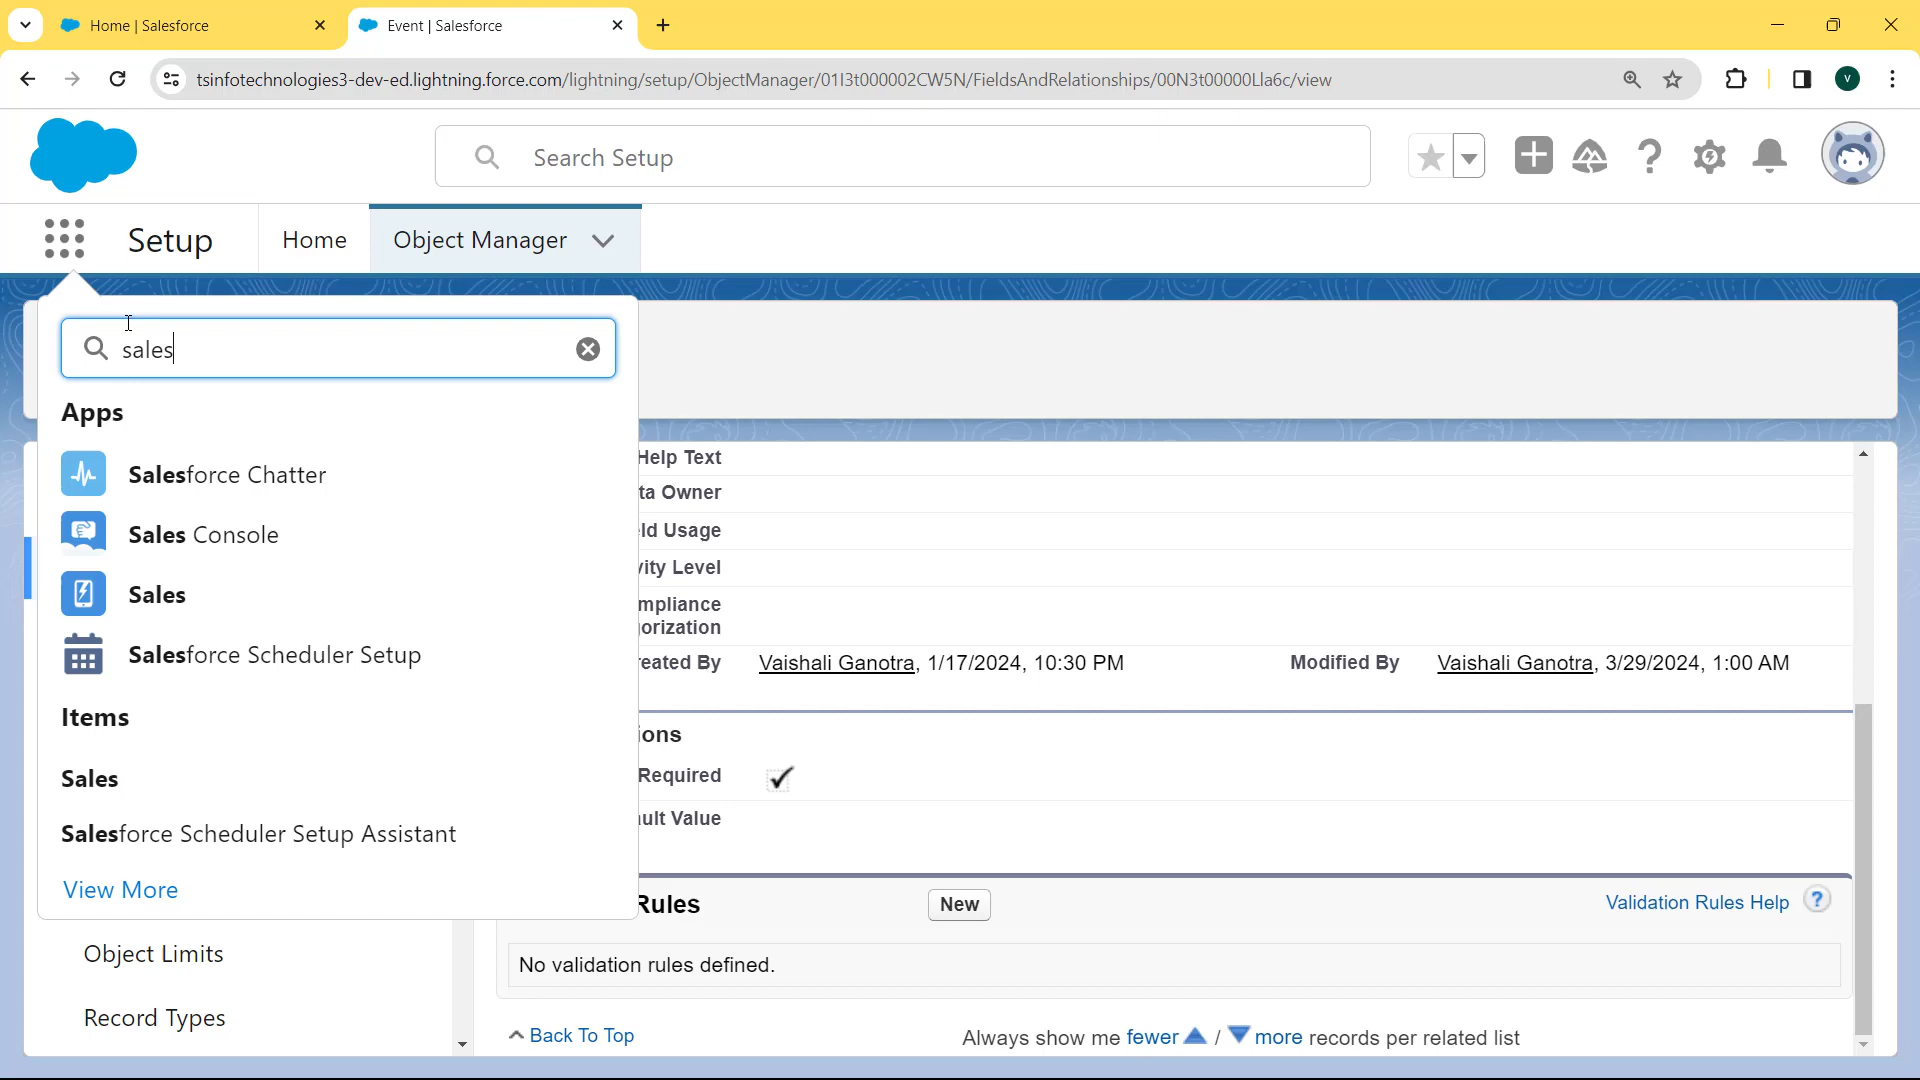 Home | Salesforce
Event | Salesforce
tsinfotechnologies3-dev-ed.lightning.force.com/lightning/setup/ObjectManager/01I3t000002CW5N/FieldsAndRelationships/00N3t00000Lla6c/view
V
Search Setup
Setup
Home
Object Manager
sales
Apps
Salesforce Chatter
Sales Console
Sales
Salesforce Scheduler Setup
Items
Sales
Salesforce Scheduler Setup Assistant
View More
Object Limits
Record Types
Help Text
ta Owner
ld Usage
vity Level
mpliance
orization
reated By Vaishali Ganotra, 1/17/2024, 10:30 PM Modified By Vaishali Ganotra, 3/29/2024, 1:00 AM
ions
Required
ult Value
Rules New Validation Rules Help ?
No validation rules defined.
Back To Top Always show me fewer / more records per related list